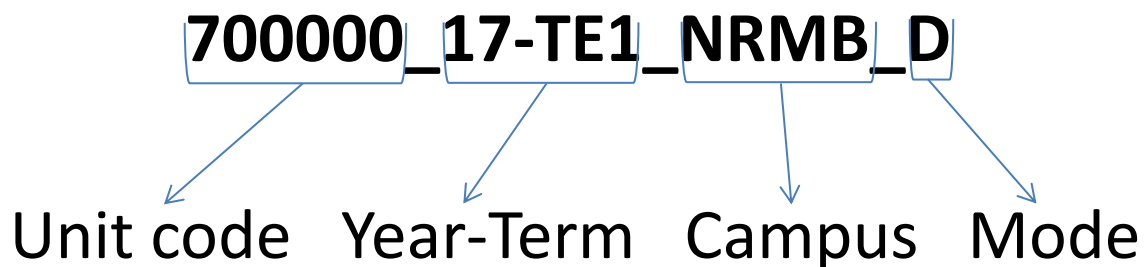 700000_17-TE1_NRMB_D
Unit code Year-Term Campus Mode